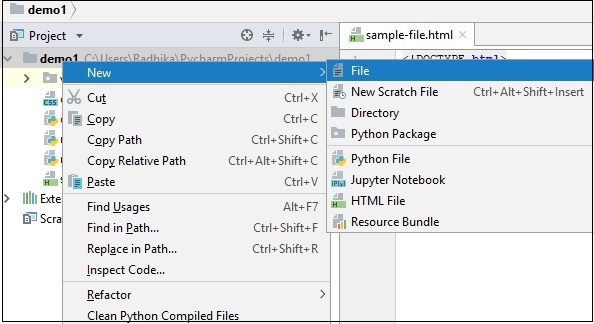 demo1
Project
sample-file.html
demo1 C:\Users\Radhika\PycharmProjects\demo1
<!DOCTYPE html>
New
Cut Ctrl+X
Copy Ctrl+C
Copy Path Ctrl+Shift+C
Copy Relative Path Ctrl+Alt+Shift+C
Paste Ctrl+V
Find Usages Alt+F7
Find in Path... Ctrl+Shift+F
Replace in Path... Ctrl+Shift+R
Inspect Code...
Refactor
Clean Python Compiled Files
File
New Scratch File Ctrl+Alt+Shift+Insert
Directory
Python Package
Python File
Jupyter Notebook
HTML File
Resource Bundle
CSS
Exte
Scra